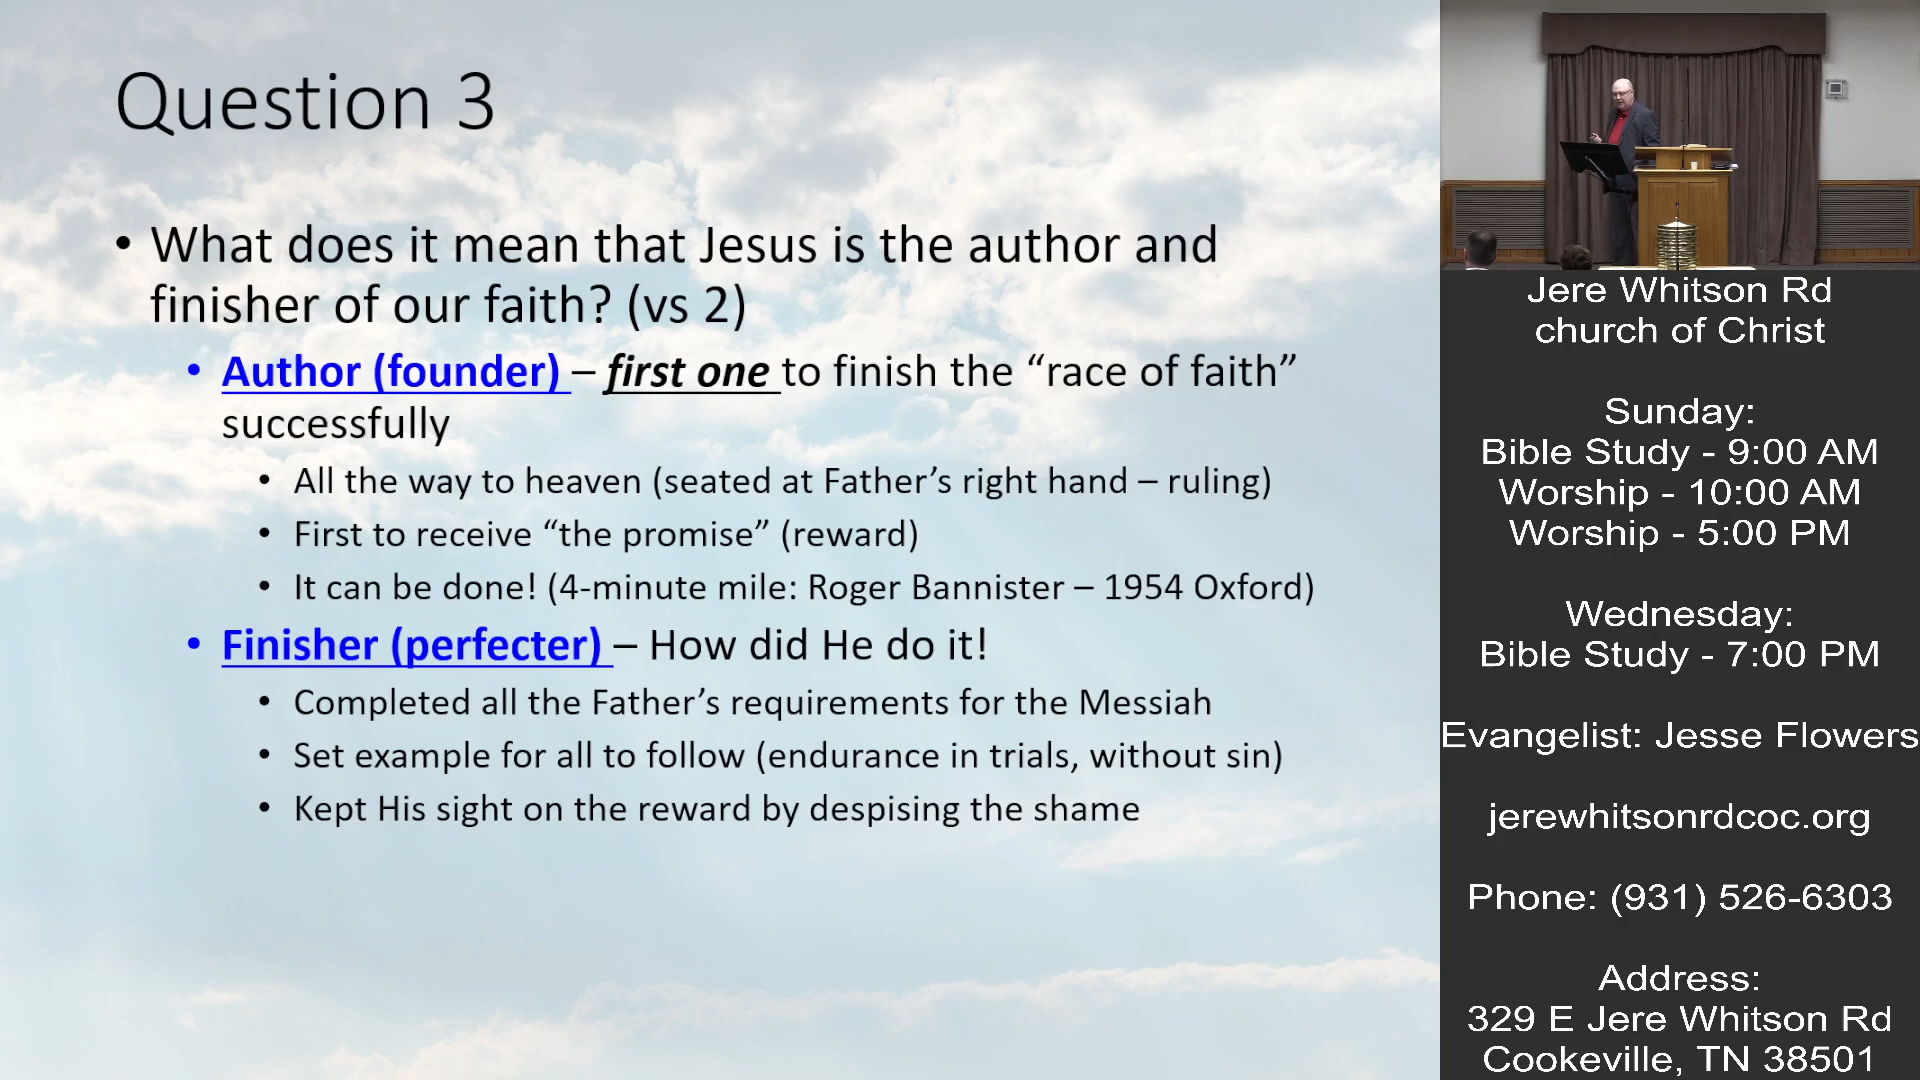 Question 3
• What does it mean that Jesus is the author and
finisher of our faith? (vs 2)
• Author (founder) – first one to finish the “race of faith”
successfully
• All the way to heaven (seated at Father’s right hand – ruling)
• First to receive “the promise” (reward)
• It can be done! (4-minute mile: Roger Bannister – 1954 Oxford)
• Finisher (perfecter) – How did He do it!
• Completed all the Father’s requirements for the Messiah
• Set example for all to follow (endurance in trials, without sin)
• Kept His sight on the reward by despising the shame
Jere Whitson Rd
church of Christ
Sunday:
Bible Study - 9:00 AM
Worship - 10:00 AM
Worship - 5:00 PM
Wednesday:
Bible Study - 7:00 PM
Evangelist: Jesse Flowers
jerewhitsonrdcoc.org
Phone: (931) 526-6303
Address:
329 E Jere Whitson Rd
Cookeville, TN 38501